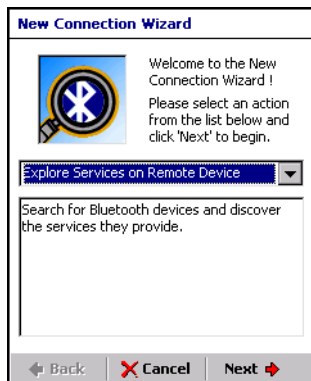 New Connection Wizard
Welcome to the New
Connection Wizard !
Please select an action
from the list below and
click 'Next' to begin.
Explore Services on Remote Device
Search for Bluetooth devices and discover
the services they provide.
Back
Cancel
Next